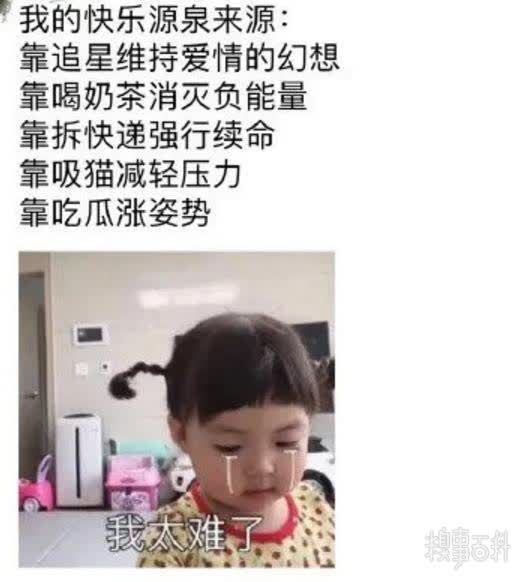 我的快乐源泉来源：
靠追星维持爱情的幻想
靠喝奶茶消灭负能量
靠拆快递强行续命
靠吸猫减轻压力
靠吃瓜涨姿势
我太难了
糗事百科